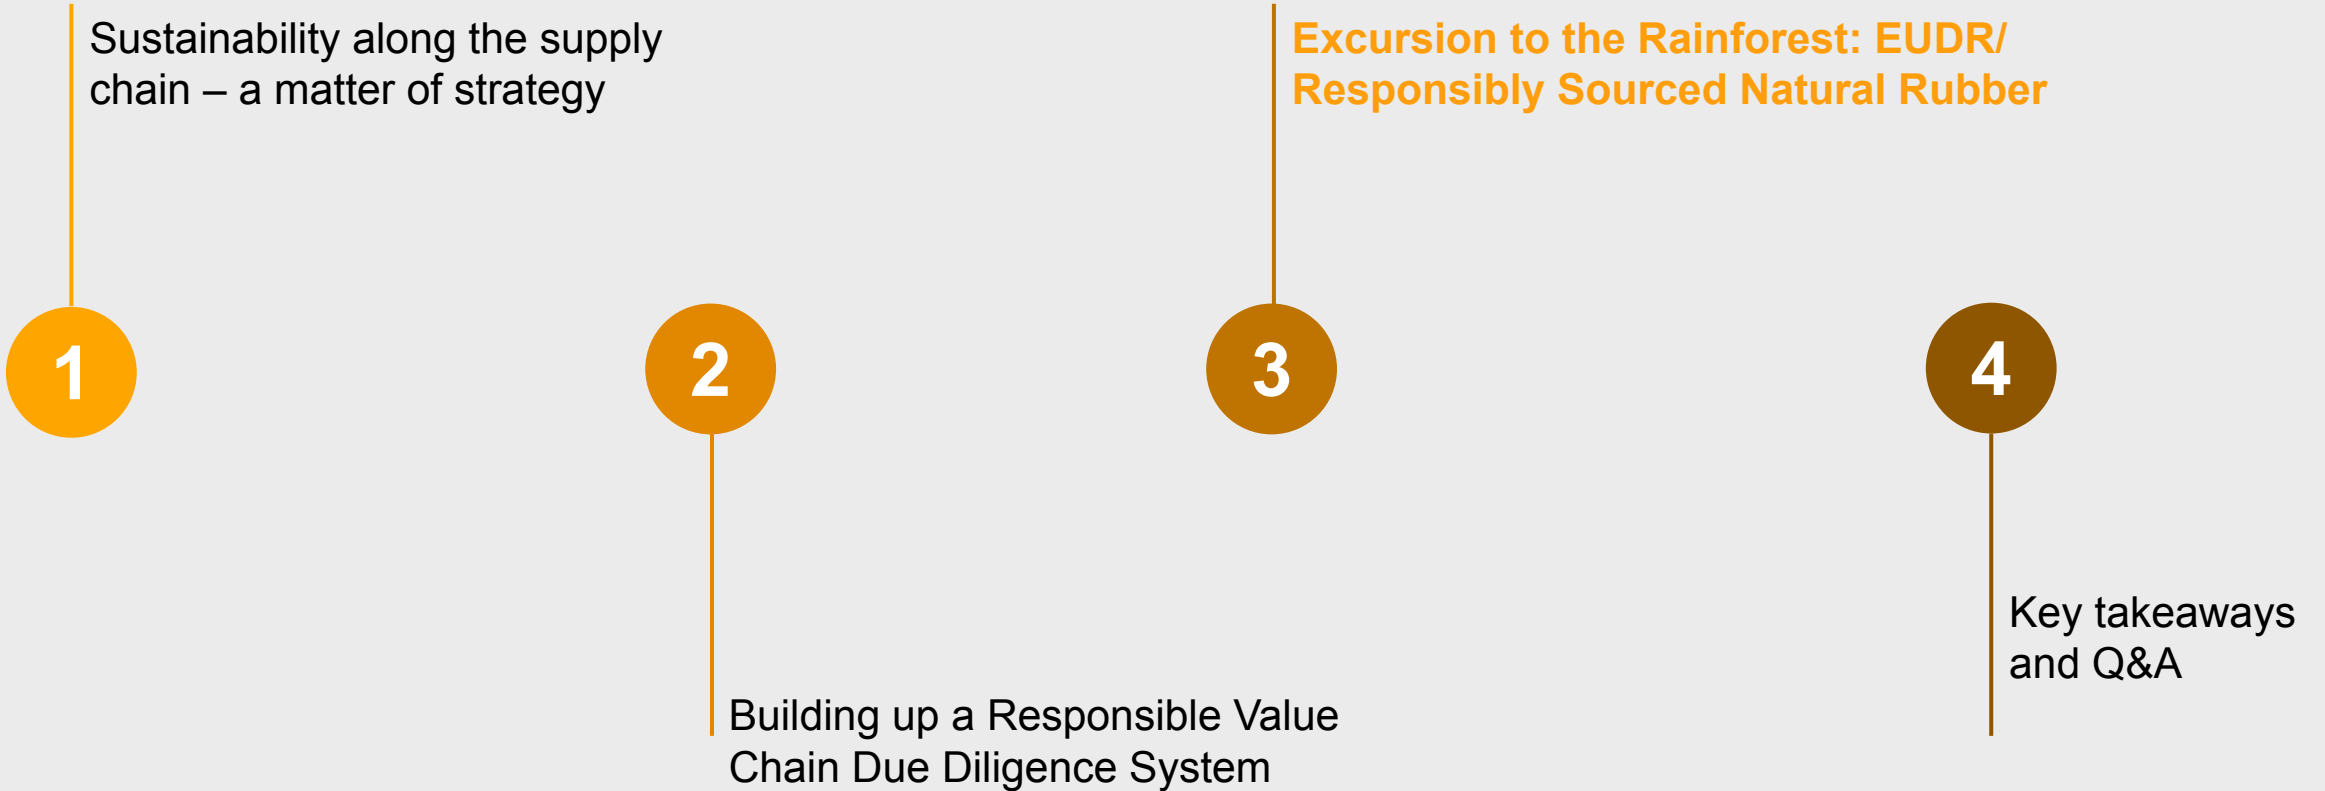 1
Sustainability along the supply
chain – a matter of strategy
2
Building up a Responsible Value
Chain Due Diligence System
3
Excursion to the Rainforest: EUDR/
Responsibly Sourced Natural Rubber
4
Key takeaways
and Q&A